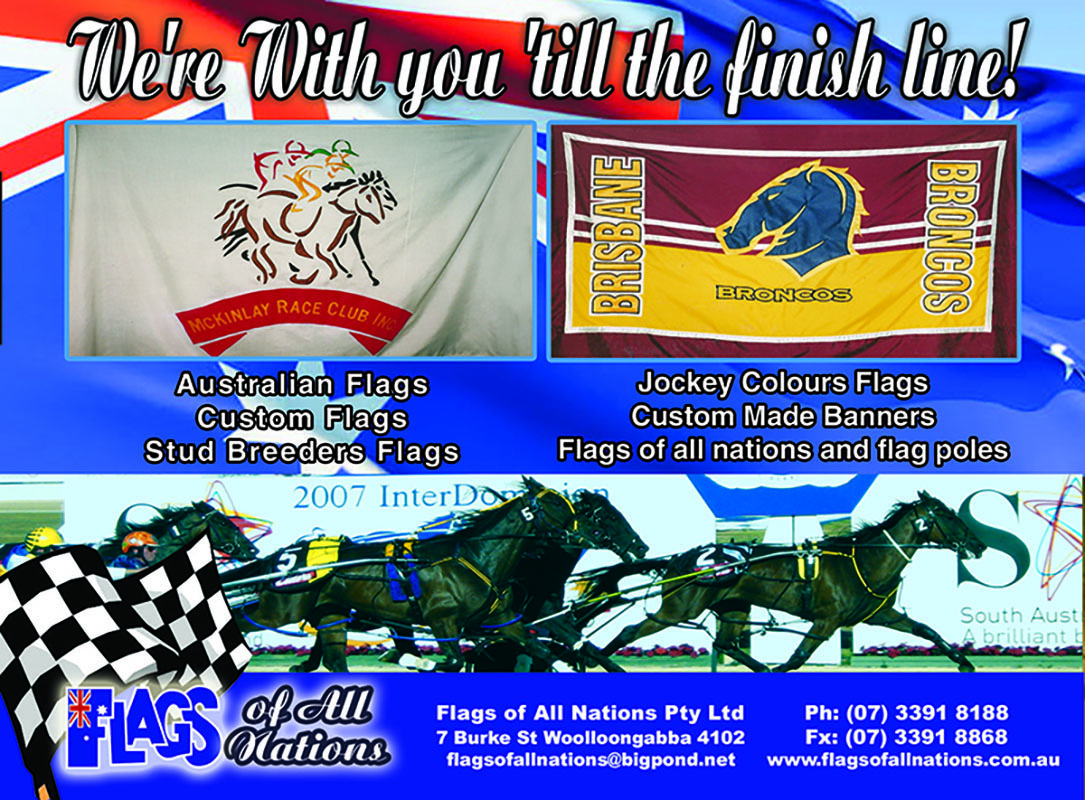 We're With you 'till the finish line!
McKINLAY RACE CLUB INC
BRISBANE
BRONCOS
BRONCOS
Australian Flags
Custom Flags
Stud Breeders Flags
Jockey Colours Flags
Custom Made Banners
Flags of all nations and flag poles
2007 InterDominion
5
5
2
2
S
South Aust
A brilliant b
FLAGS
of All
Nations
Flags of All Nations Pty Ltd
7 Burke St Woolloongabba 4102
flagsofallnations@bigpond.net
Ph: (07) 3391 8188
Fx: (07) 3391 8868
www.flagsofallnations.com.au